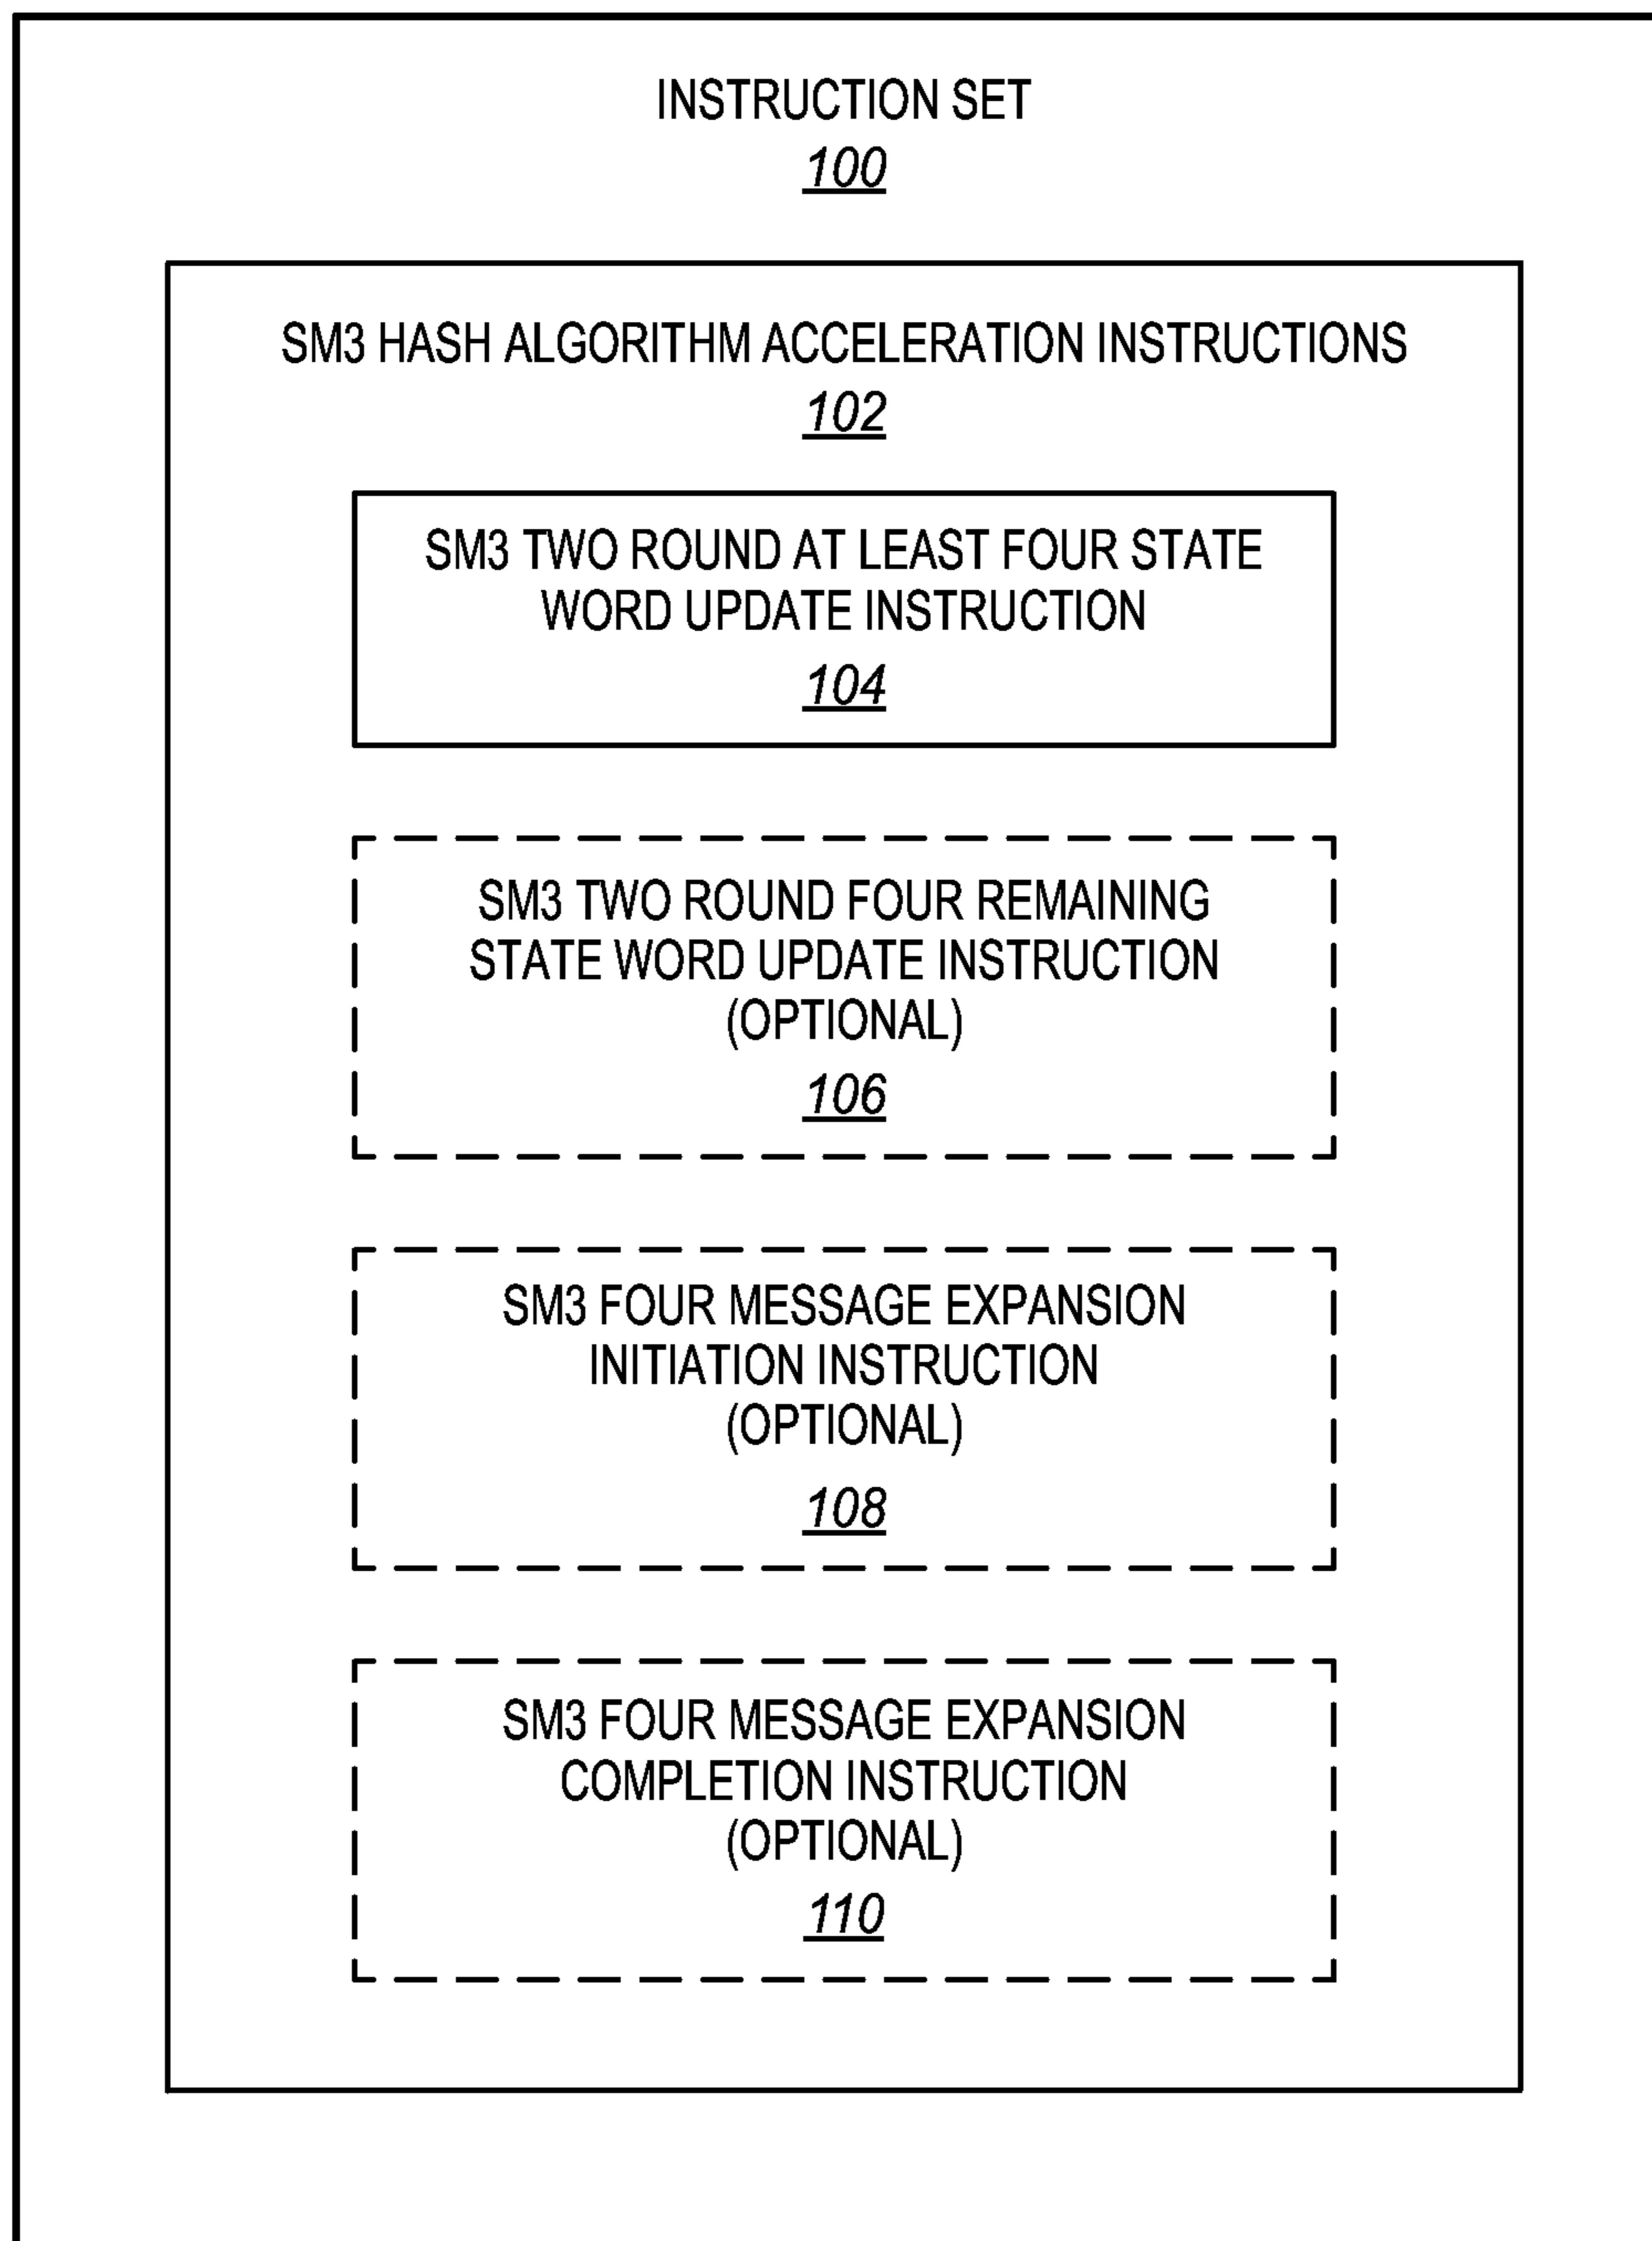 INSTRUCTION SET
100
SM3 HASH ALGORITHM ACCELERATION INSTRUCTIONS
102
SM3 TWO ROUND AT LEAST FOUR STATE
WORD UPDATE INSTRUCTION
104
SM3 TWO ROUND FOUR REMAINING
STATE WORD UPDATE INSTRUCTION
(OPTIONAL)
106
SM3 FOUR MESSAGE EXPANSION
INITIATION INSTRUCTION
(OPTIONAL)
108
SM3 FOUR MESSAGE EXPANSION
COMPLETION INSTRUCTION
(OPTIONAL)
110